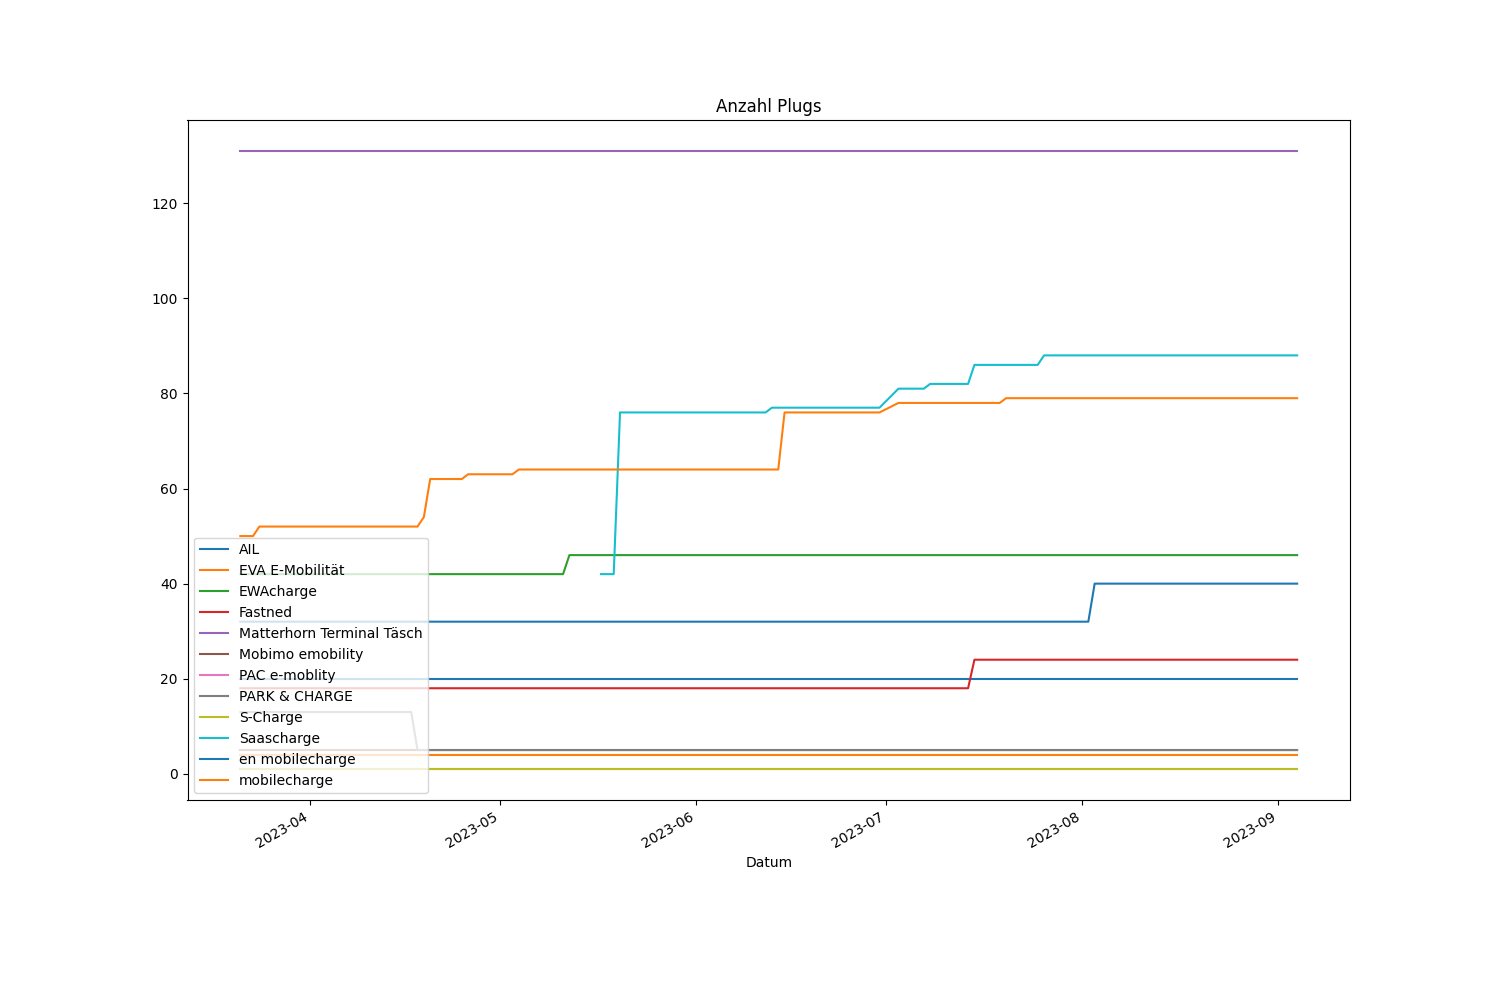 Anzahl Plugs
120
100
80
60
40
20
0
AIL
EVA E-Mobilität
EWAcharge
Fastned
Matterhorn Terminal Täsch
Mobimo emobility
PAC e-moblity
PARK & CHARGE
S-Charge
Saascharge
en mobilecharge
mobilecharge
2023-04
2023-05
2023-06
2023-07
2023-08
2023-09
Datum